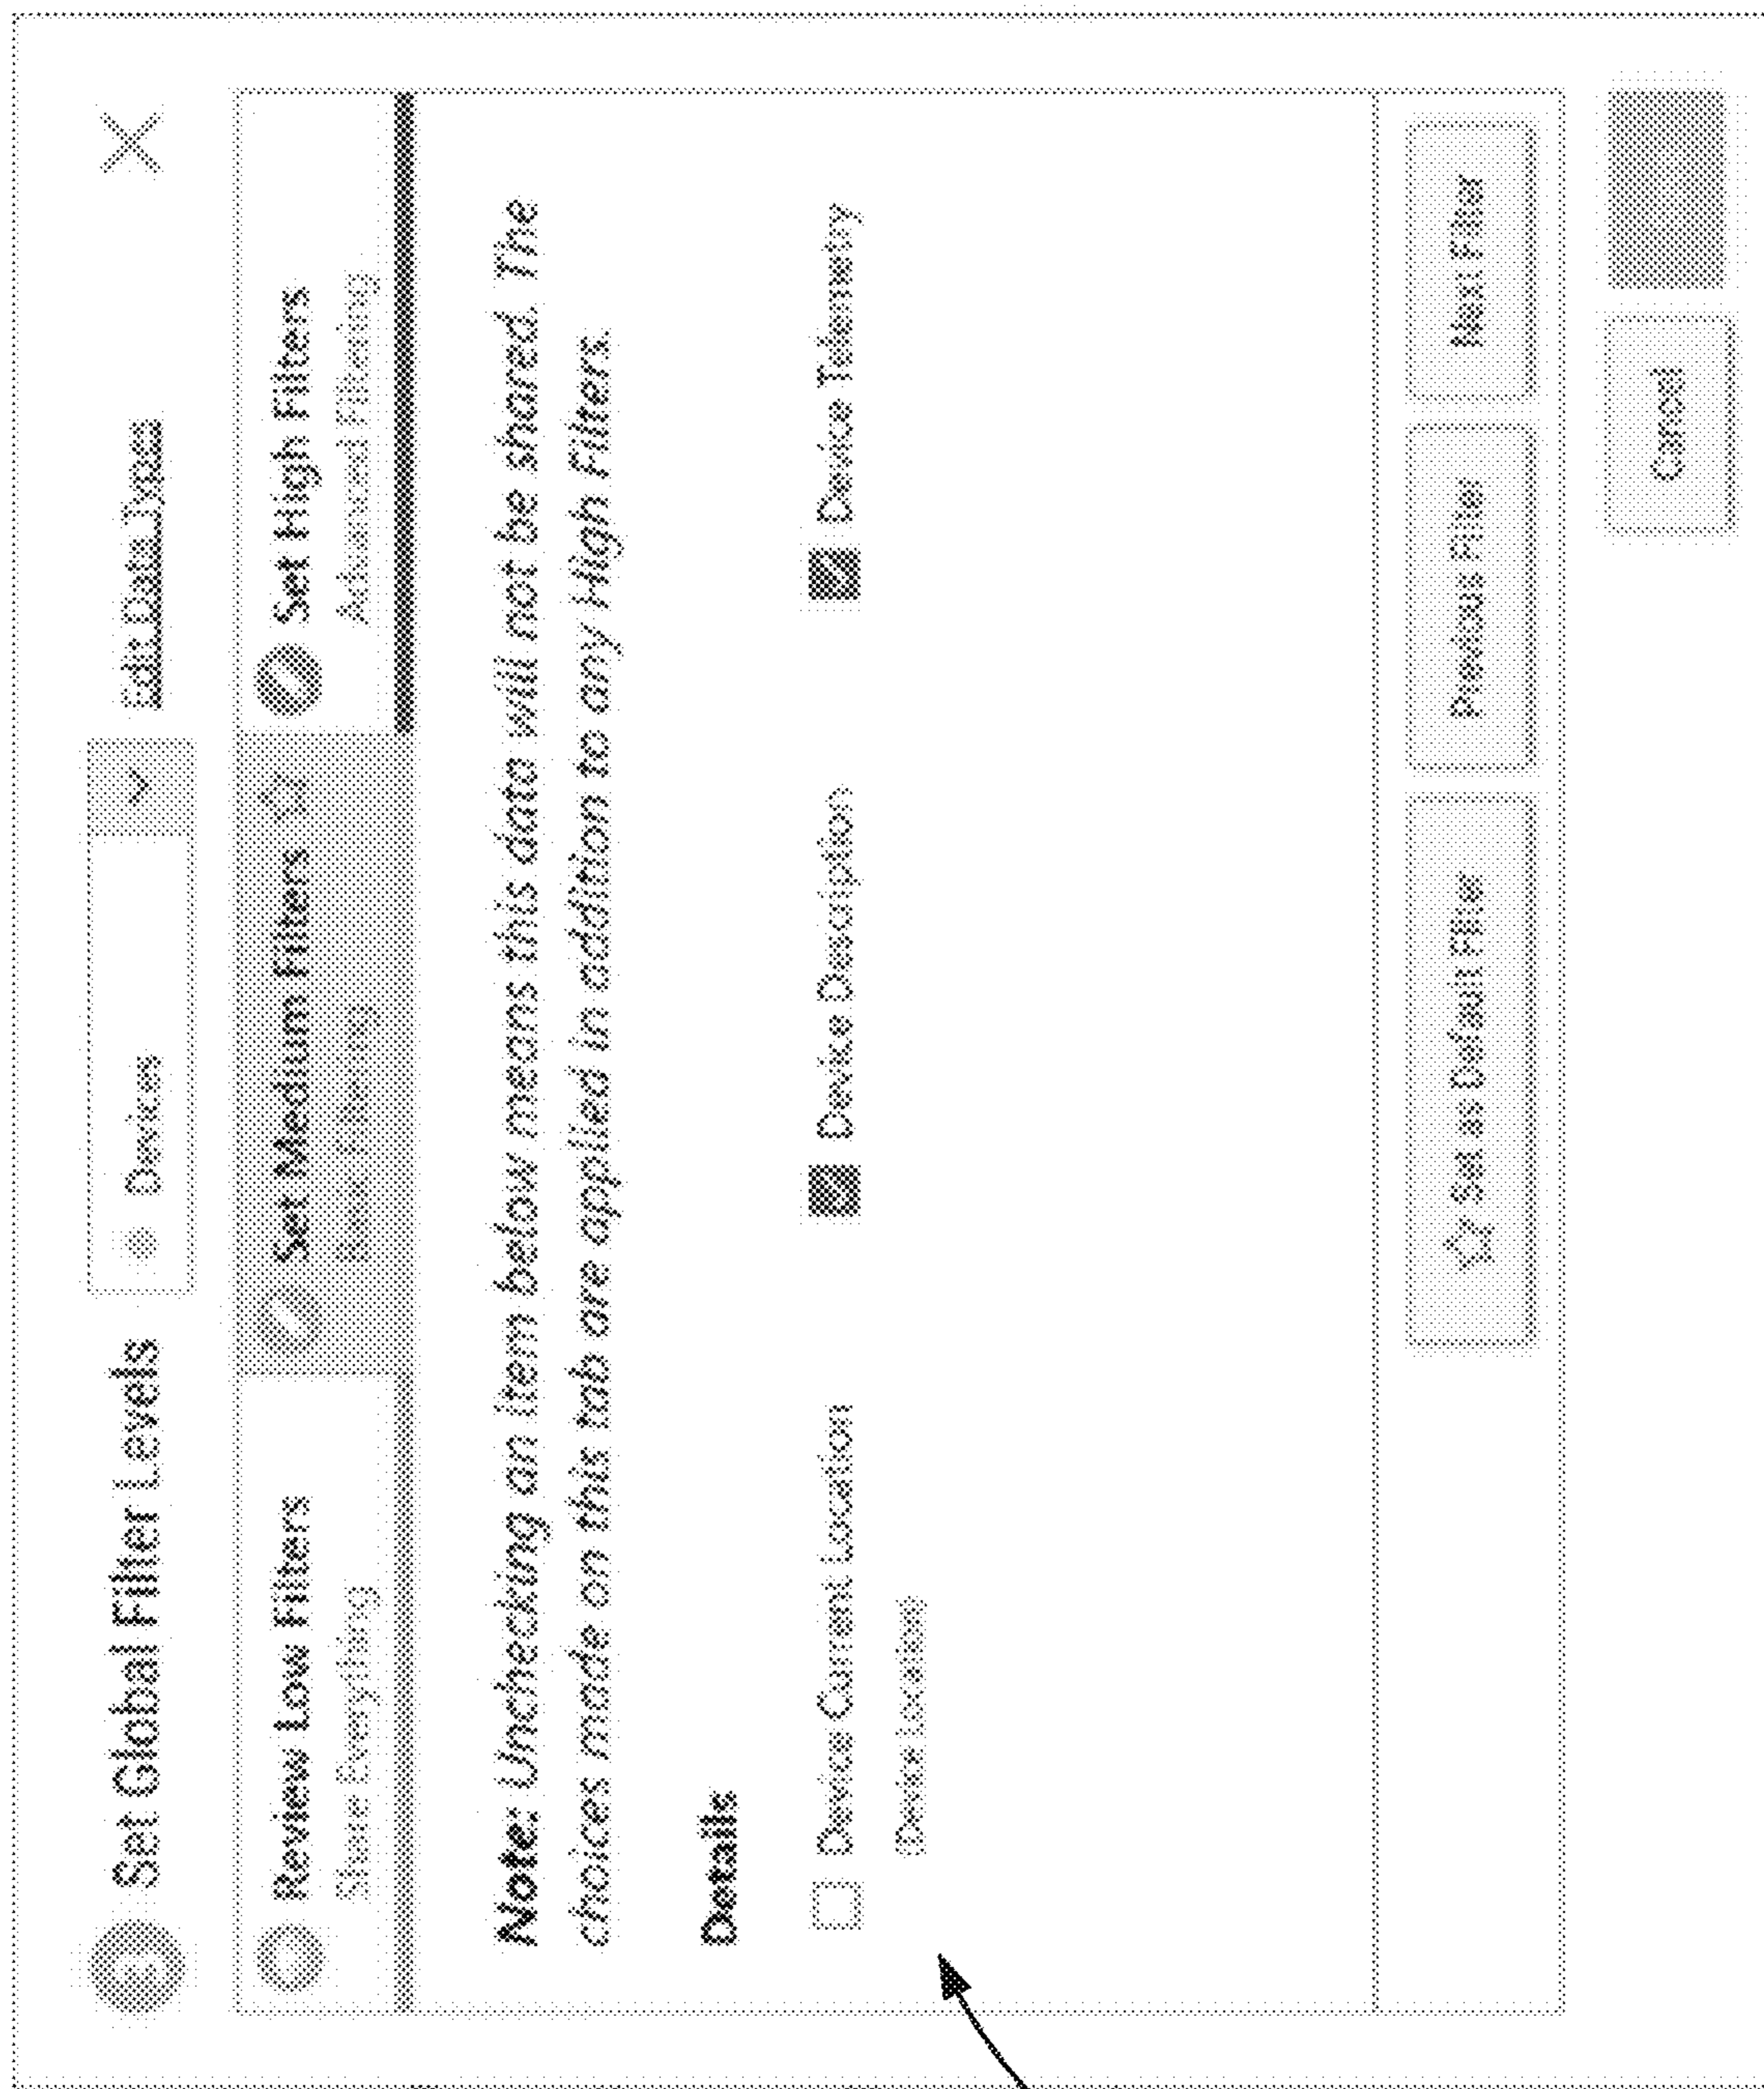 Set Global Filter Levels
Devices
Edit Data Types
Review Low Filters
Share Everything
Set Medium Filters
Set High Filters
Advanced Filtering
Note: Unchecking an item below means this data will not be shared. The
choices made on this tab are applied in addition to any High Filters.
Details
Device Current Location
Device Description
Device Telemetry
Device Location
Set as Default Filter
Previous Filter
Next Filter
Cancel